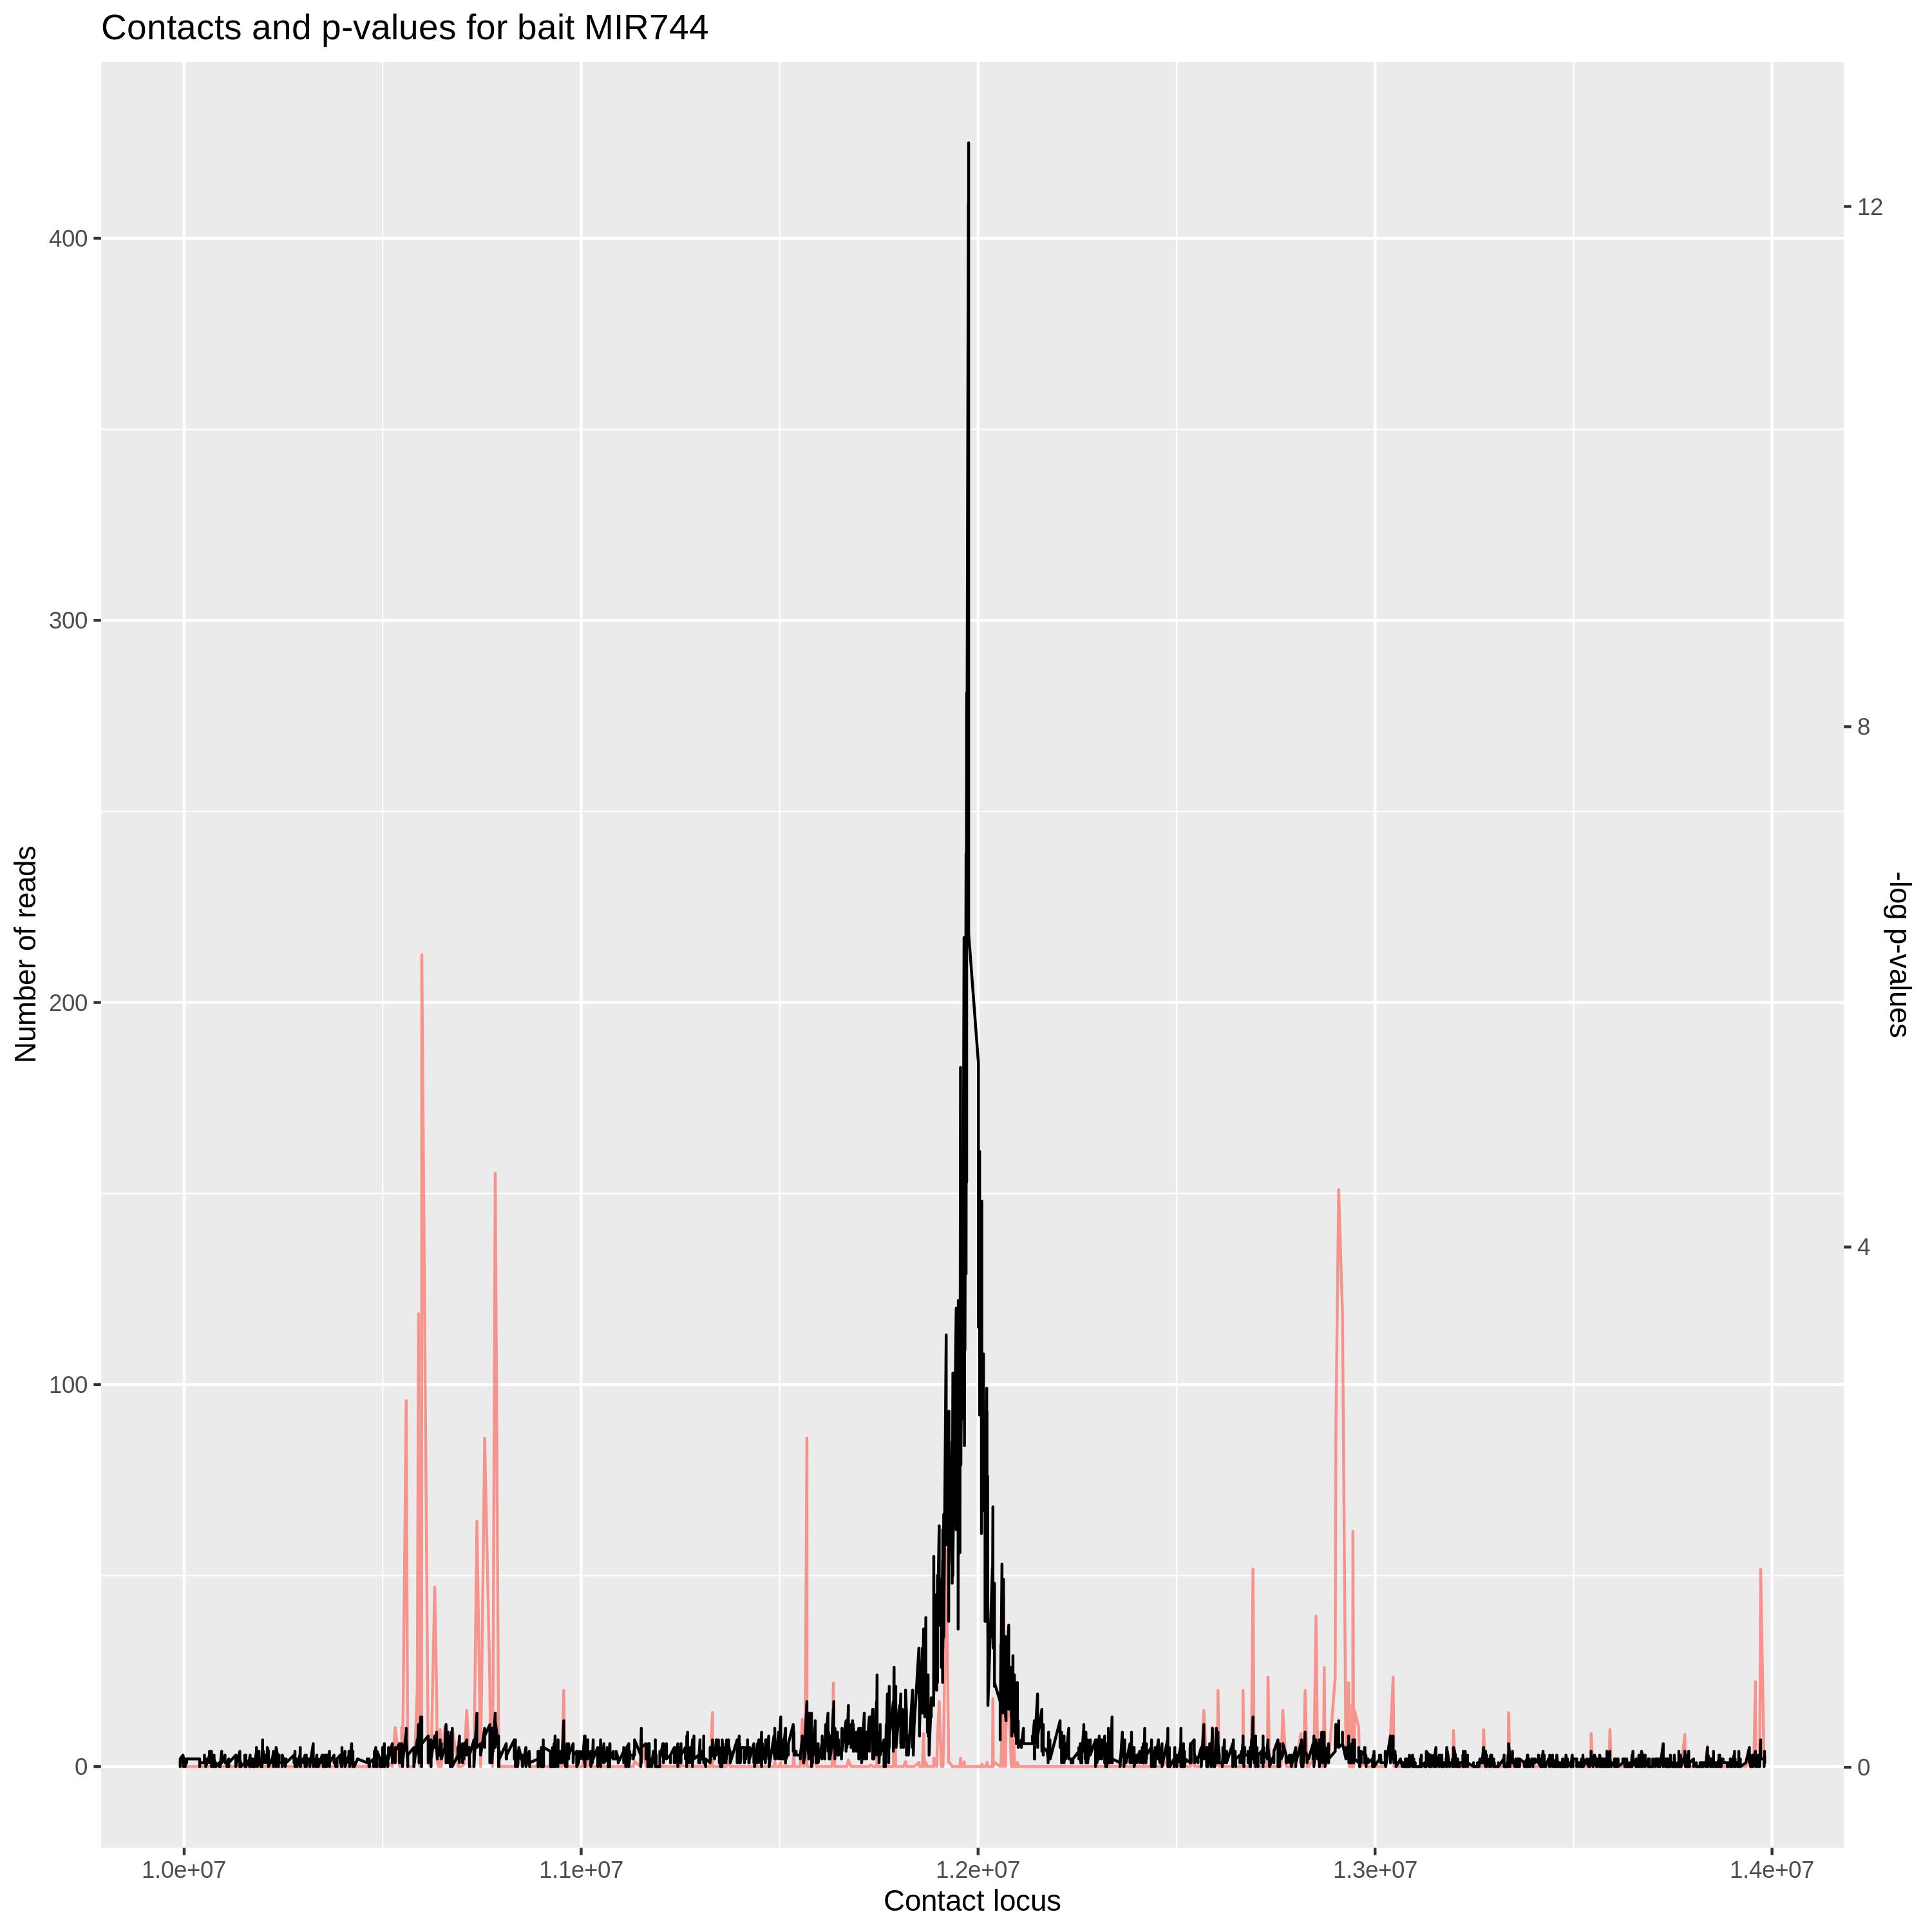 Contacts and p-values for bait MIR744
400
300
200
100
0
12
8
4
0
Number of reads
-log p-values
1.0e+07
1.1e+07
1.2e+07
1.3e+07
1.4e+07
Contact locus